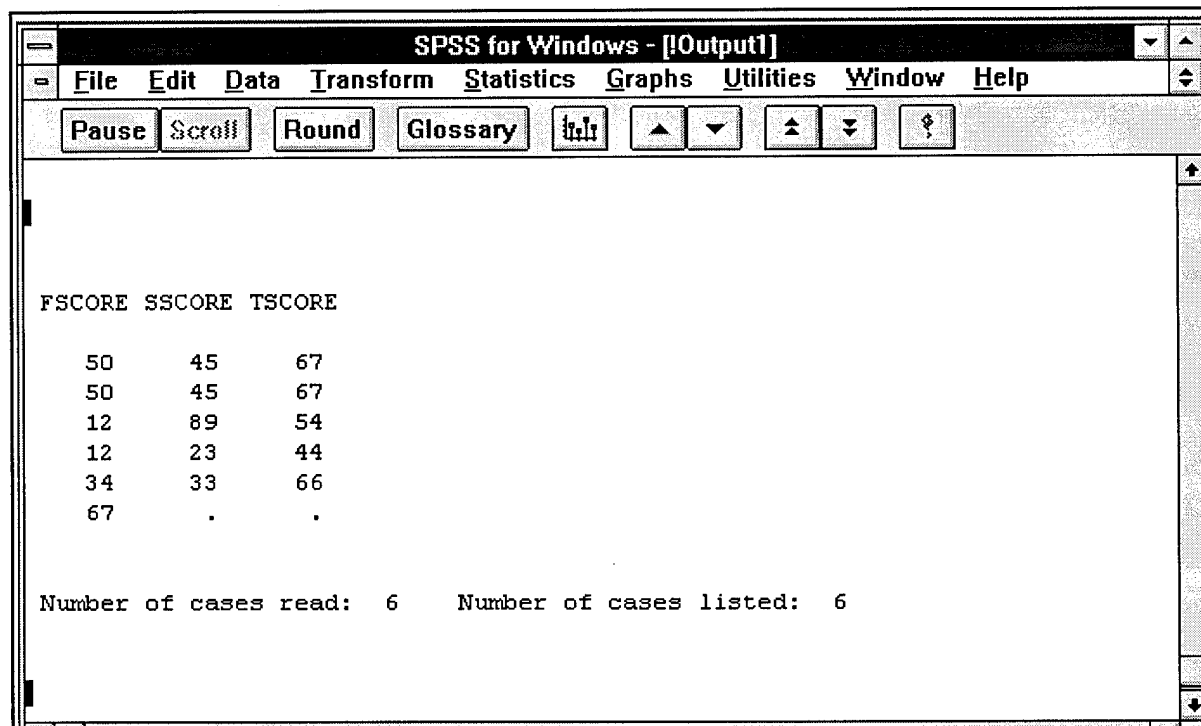 SPSS for Windows - [!Output1]
File Edit Data Transform Statistics Graphs Utilities Window Help
Pause Scroll Round Glossary
FSCORE SSCORE TSCORE
50 45 67
50 45 67
12 89 54
12 23 44
34 33 66
67 . .
Number of cases read: 6 Number of cases listed: 6